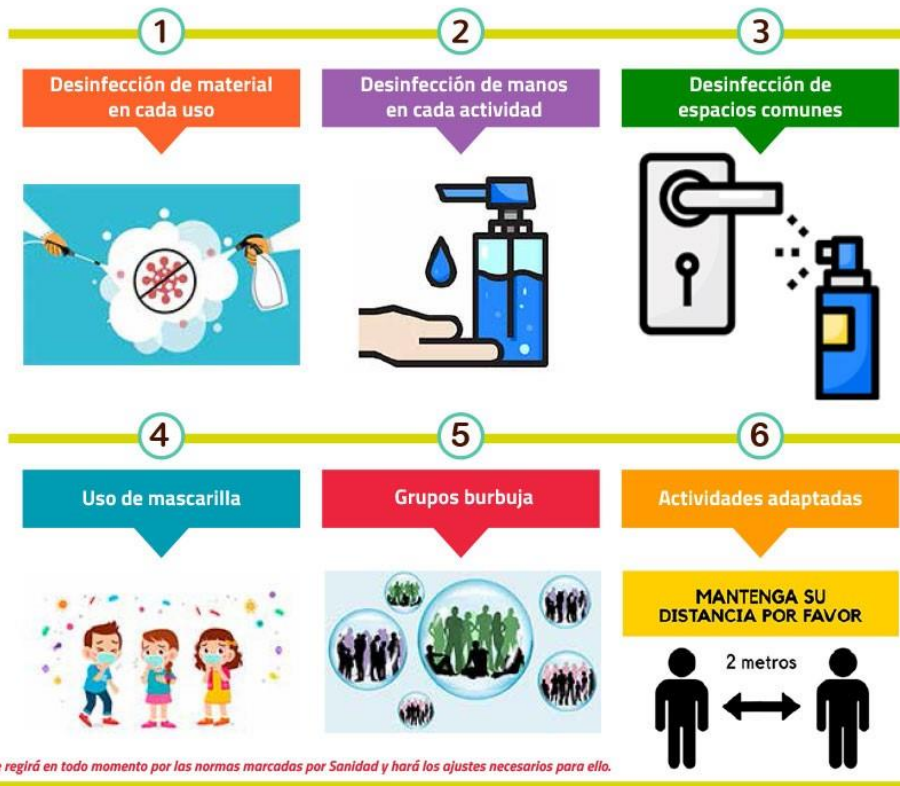 1
2
3
Desinfección de material
en cada uso
Desinfección de manos
en cada actividad
Desinfección de
espacios comunes
4
5
6
Uso de mascarilla
Grupos burbuja
Actividades adaptadas
MANTENGA SU
DISTANCIA POR FAVOR
2 metros
regirá en todo momento por las normas marcadas por Sanidad y hará los ajustes necesarios para ello.